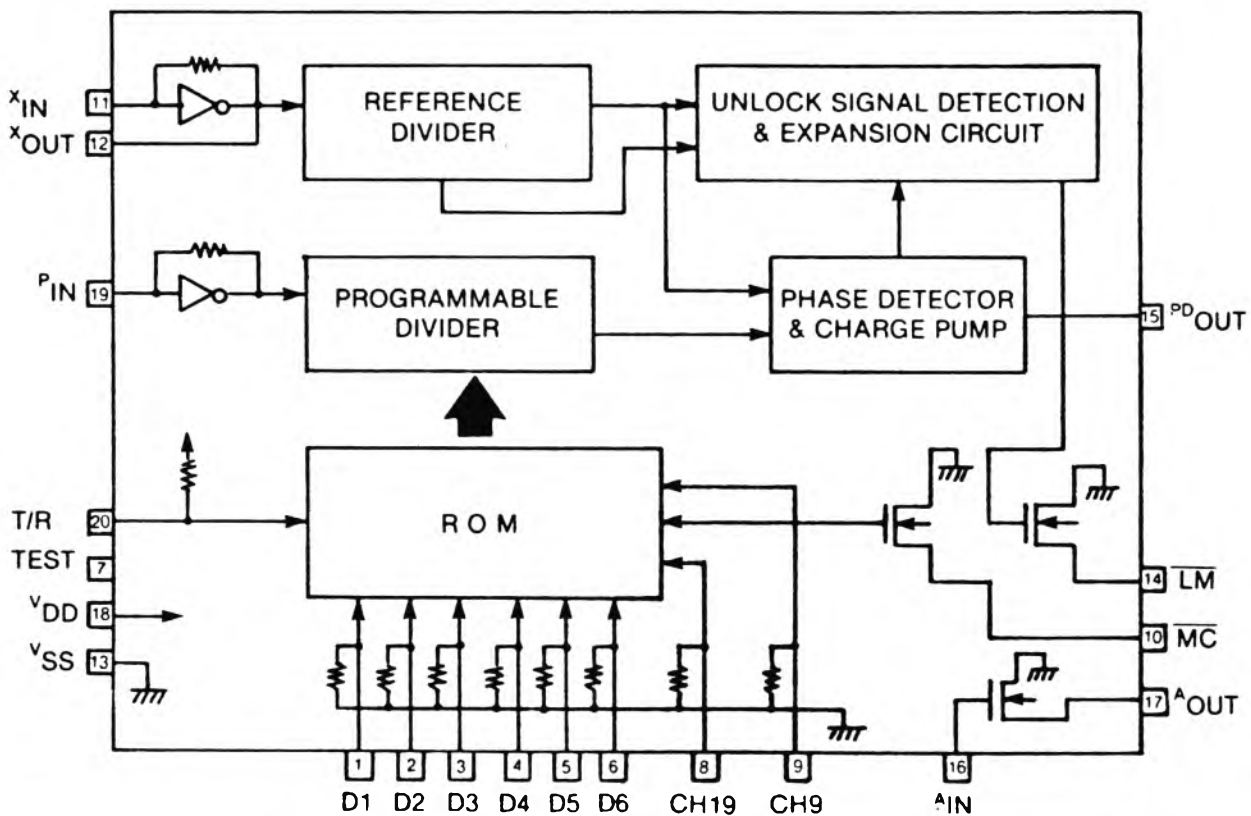 XIN 11
XOUT 12
REFERENCE
DIVIDER
UNLOCK SIGNAL DETECTION
& EXPANSION CIRCUIT
PIN 19
PROGRAMMABLE
DIVIDER
PHASE DETECTOR
& CHARGE PUMP
15 PDOUT
T/R 20
ROM
TEST 7
VDD 18
VSS 13
14 LM
10 MC
17 AOUT
1 2 3 4 5 6 8 9 16
D1 D2 D3 D4 D5 D6 CH19 CH9 AIN